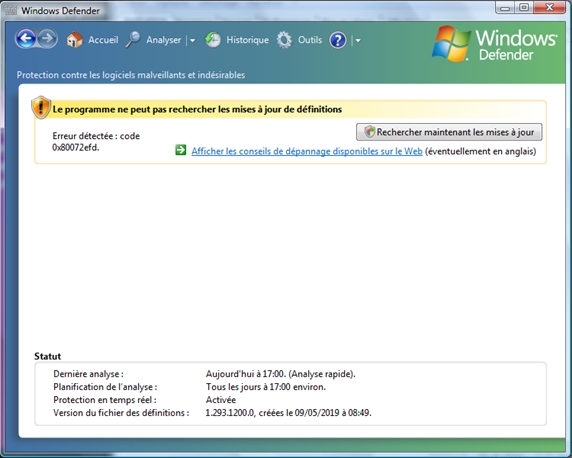 Windows Defender
Accueil
Analyser
Historique
Outils
?
Windows
Defender
Protection contre les logiciels malveillants et indésirables
Le programme ne peut pas rechercher les mises à jour de définitions
Erreur détectée : code
0x80072efd.
Rechercher maintenant les mises à jour
Afficher les conseils de dépannage disponibles sur le Web (éventuellement en anglais)
Statut
Dernière analyse : Aujourd'hui à 17:00. (Analyse rapide).
Planification de l'analyse : Tous les jours à 17:00 environ.
Protection en temps réel : Activée
Version du fichier des définitions : 1.293.1200.0, créées le 09/05/2019 à 08:49.